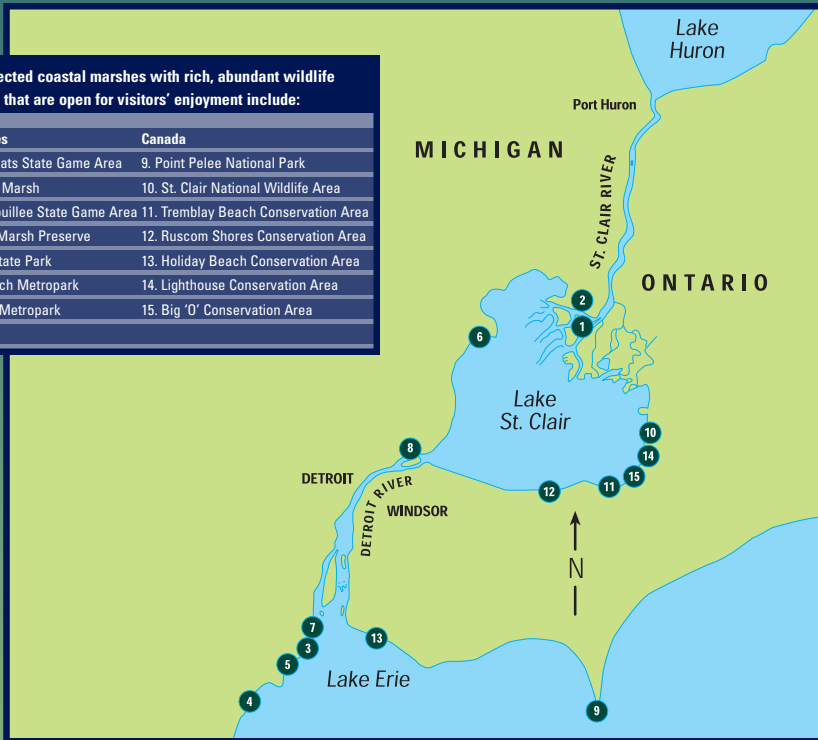 ected coastal marshes with rich, abundant wildlife
that are open for visitors' enjoyment include:
es Canada
ats State Game Area 9. Point Pelee National Park
Marsh 10. St. Clair National Wildlife Area
ouillee State Game Area 11. Tremblay Beach Conservation Area
Marsh Preserve 12. Ruscom Shores Conservation Area
tate Park 13. Holiday Beach Conservation Area
ch Metropark 14. Lighthouse Conservation Area
Metropark 15. Big 'O' Conservation Area
Lake
Huron
Port Huron
MICHIGAN
ST. CLAIR RIVER
ONTARIO
2
1
6
Lake
St. Clair
10
8
14
DETROIT
15
11
12
DETROIT RIVER
WINDSOR
N
7
13
3
5
Lake Erie
4
9